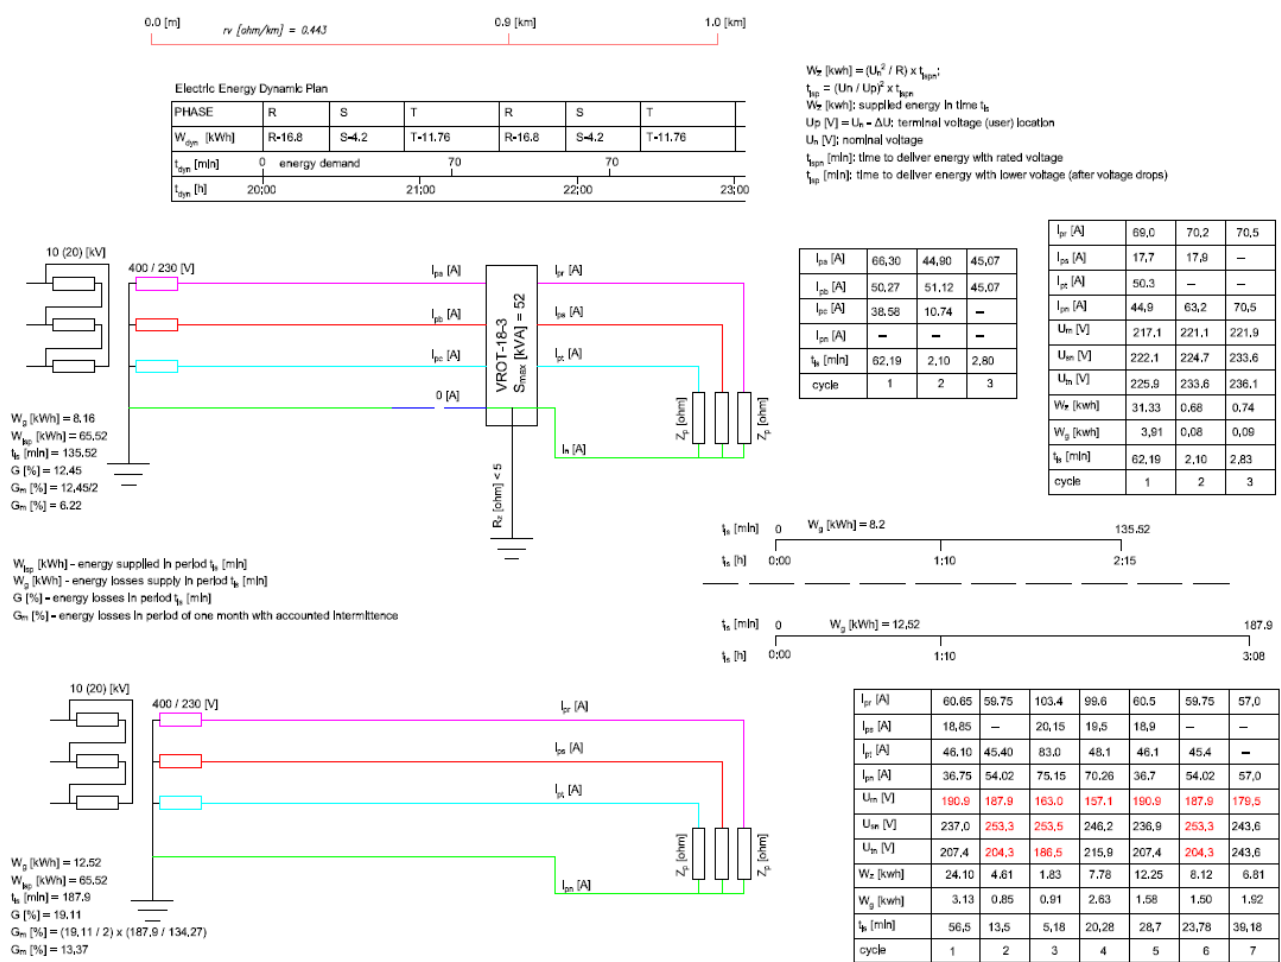 0.0 [m] 0.9 [km] 1.0 [km]
rv [ohm/km] = 0.443
Electric Energy Dynamic Plan
PHASE R S T R S T
Wdyn [kWh] R-16.8 S-4.2 T-11.76 R-16.8 S-4.2 T-11.76
tdyn [min] 0 energy demand 70 70
tdyn [h] 20:00 21:00 22:00 23:00
Wz [kwh] = (Un² / R) x tispn;
tisp = (Un / Up)² x tispn
Wz [kwh]: supplied energy in time tis
Up [V] = Un - ΔU: terminal voltage (user) location
Un [V]: nominal voltage
tispn [min]: time to deliver energy with rated voltage
tisp [min]: time to deliver energy with lower voltage (after voltage drops)
10 (20) [kV]
400 / 230 [V]
Ipa [A] Ipr [A]
Ipb [A] Ips [A]
Ipc [A] Ipt [A]
0 [A]
In [A]
VROT-18-3
Smax [kVA] = 52
Rz [ohm] < 5
Zp [ohm] Zp [ohm]
Wg [kWh] = 8.16
Wisp [kWh] = 65,52
tis [min] = 135.52
G [%] = 12,45
Gm [%] = 12,45/2
Gm [%] = 6.22
Ipa [A] 66,30 44,90 45,07
Ipb [A] 50,27 51,12 45,07
Ipc [A] 38.58 10.74 –
Ipn [A] – – –
tis [min] 62,19 2,10 2,80
cycle 1 2 3
Ipr [A] 69,0 70,2 70,5
Ips [A] 17,7 17,9 –
Ipt [A] 50.3 – –
Ipn [A] 44,9 63,2 70,5
Urn [V] 217,1 221,1 221,9
Usn [V] 222,1 224,7 233,6
Utn [V] 225,9 233,6 236,1
Wz [kwh] 31.33 0.68 0.74
Wg [kwh] 3,91 0,08 0,09
tis [min] 62,19 2,10 2,83
cycle 1 2 3
Wisp [kWh] - energy supplied in period tis [min]
Wg [kWh] - energy losses supply in period tis [min]
G [%] - energy losses in period tis [min]
Gm [%] - energy losses in period of one month with accounted intermittence
tis [min] 0 Wg [kWh] = 8.2 135.52
tis [h] 0:00 1:10 2:15
tis [min] 0 Wg [kWh] = 12,52 187.9
tis [h] 0:00 1:10 3:08
10 (20) [kV]
400 / 230 [V]
Ipr [A]
Ips [A]
Ipt [A]
Ipn [A]
Zp [ohm] Zp [ohm]
Wg [kWh] = 12.52
Wisp [kWh] = 65.52
tis [min] = 187.9
G [%] = 19.11
Gm [%] = (19,11 / 2) x (187,9 / 134,27)
Gm [%] = 13,37
Ipr [A] 60.65 59.75 103.4 99.6 60.5 59.75 57,0
Ips [A] 18,85 – 20,15 19,5 18,9 – –
Ipt [A] 46.10 45.40 83.0 48.1 46.1 45.4 –
Ipn [A] 36.75 54.02 75.15 70.26 36.7 54.02 57,0
Urn [V] 190.9 187.9 163.0 157.1 190.9 187.9 179,5
Usn [V] 237,0 253,3 253,5 246,2 236,9 253,3 243,6
Utn [V] 207,4 204,3 186,5 215,9 207,4 204,3 243,6
Wz [kwh] 24.10 4.61 1.83 7.78 12.25 8.12 6.81
Wg [kwh] 3.13 0.85 0.91 2.63 1.58 1.50 1.92
tis [min] 56,5 13,5 5,18 20,28 28,7 23,78 39,18
cycle 1 2 3 4 5 6 7